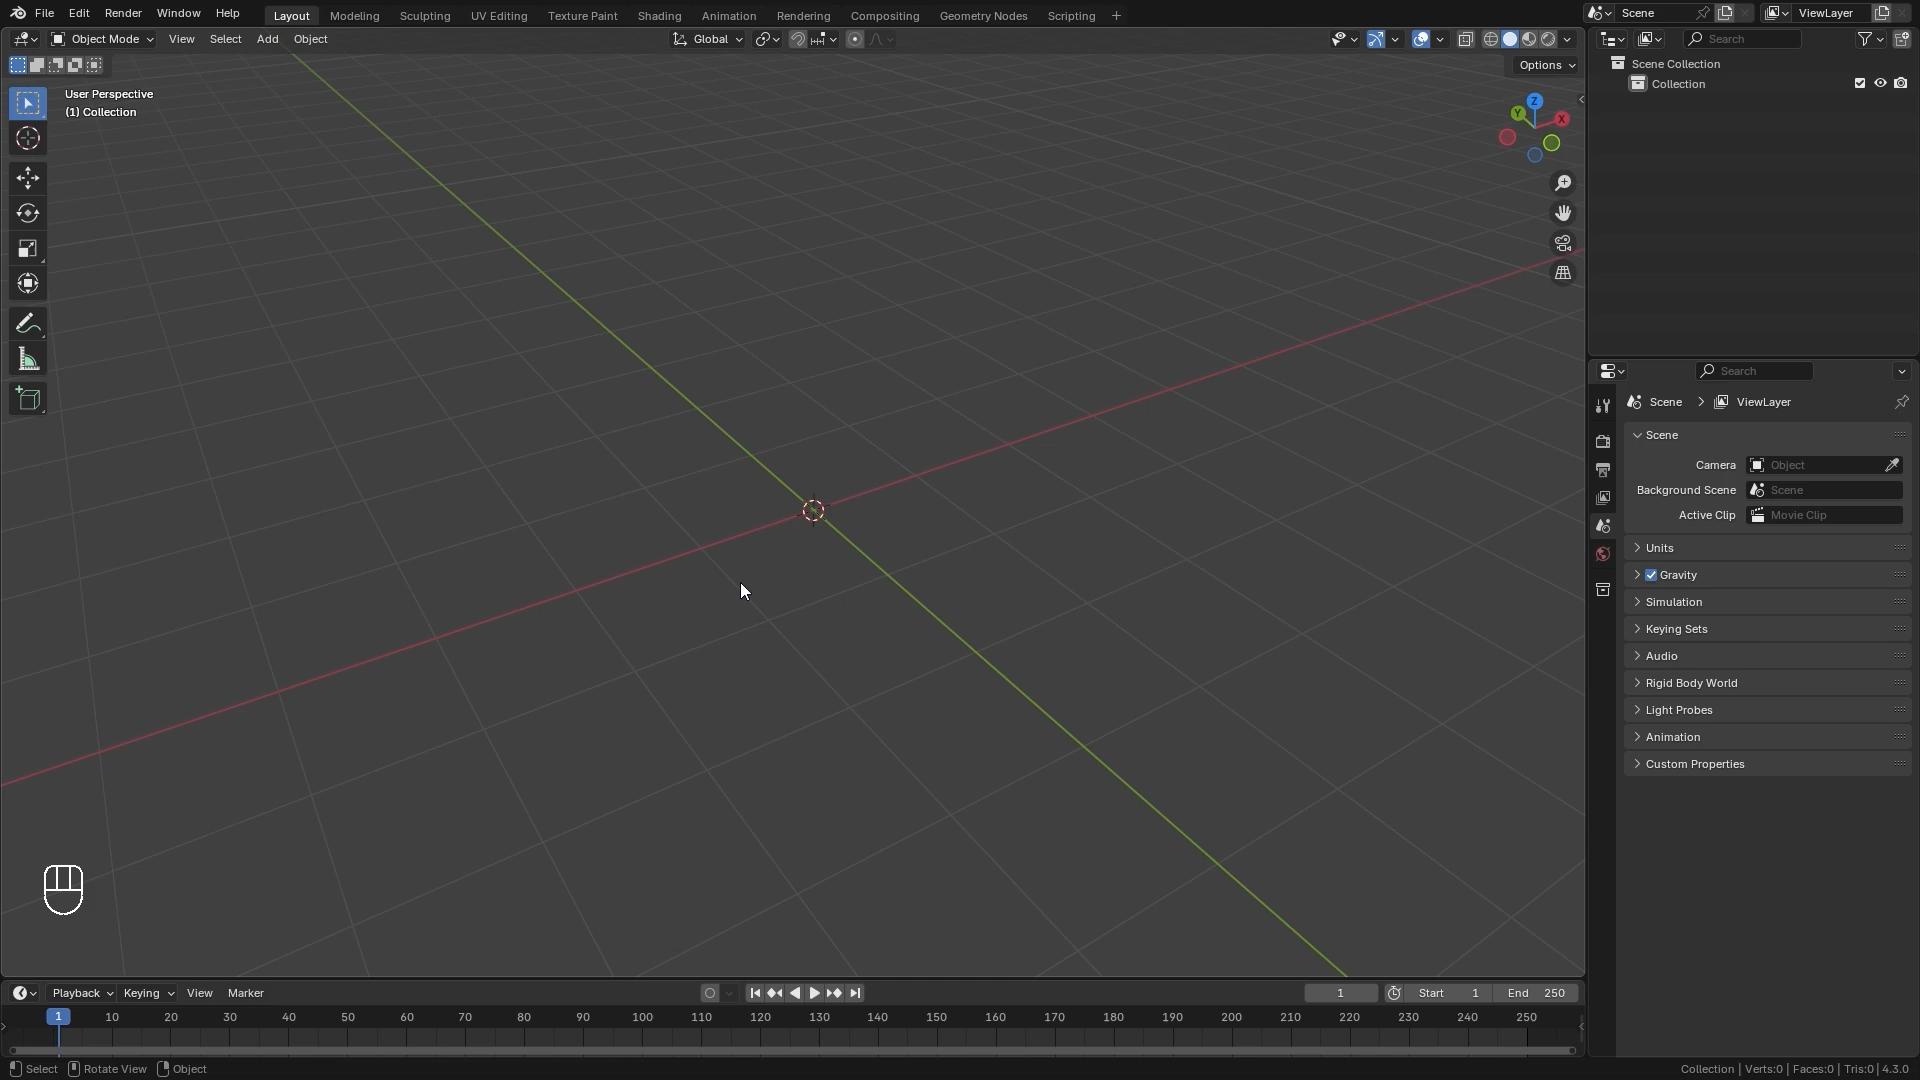 File Edit Render Window Help Layout Modeling Sculpting UV Editing Texture Paint Shading Animation Rendering Compositing Geometry Nodes Scripting + Scene ViewLayer
Object Mode View Select Add Object Global Search
Options
User Perspective
(1) Collection
Z
Y
X
Scene Collection
Collection
Search
Scene > ViewLayer
Scene
Camera Object
Background Scene Scene
Active Clip Movie Clip
Units
Gravity
Simulation
Keying Sets
Audio
Rigid Body World
Light Probes
Animation
Custom Properties
Playback Keying View Marker 1 Start 1 End 250
1 10 20 30 40 50 60 70 80 90 100 110 120 130 140 150 160 170 180 190 200 210 220 230 240 250
Select Rotate View Object Collection | Verts:0 | Faces:0 | Tris:0 | 4.3.0